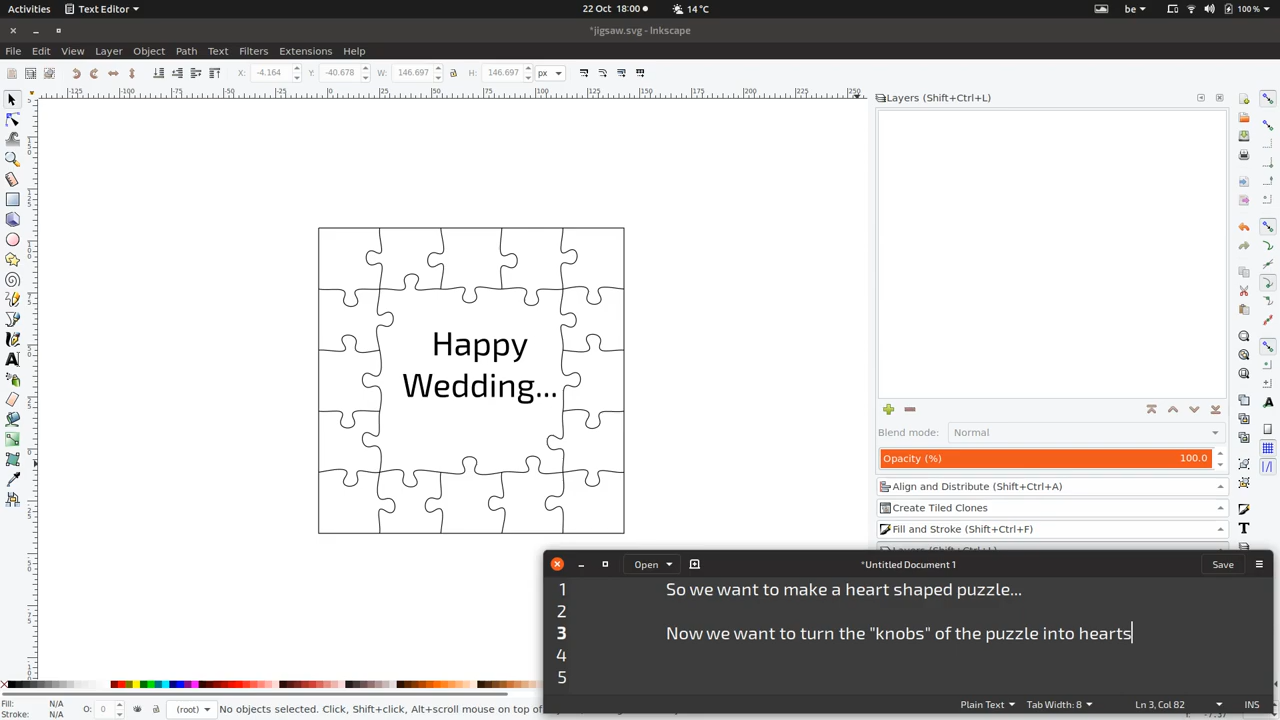 Activities Text Editor 22 Oct 18:00 14 °C be 100 %
*jigsaw.svg - Inkscape
File Edit View Layer Object Path Text Filters Extensions Help
X: -4.164 Y: -40.678 W: 146.697 H: 146.697 px
Layers (Shift+Ctrl+L)
Happy
Wedding...
Blend mode: Normal
Opacity (%) 100.0
Align and Distribute (Shift+Ctrl+A)
Create Tiled Clones
Fill and Stroke (Shift+Ctrl+F)
Open *Untitled Document 1 Save
1 So we want to make a heart shaped puzzle...
2
3 Now we want to turn the "knobs" of the puzzle into hearts
4
5
Plain Text Tab Width: 8 Ln 3, Col 82 INS
Fill: N/A
Stroke: N/A
O: 0 (root) No objects selected. Click, Shift+click, Alt+scroll mouse on top of